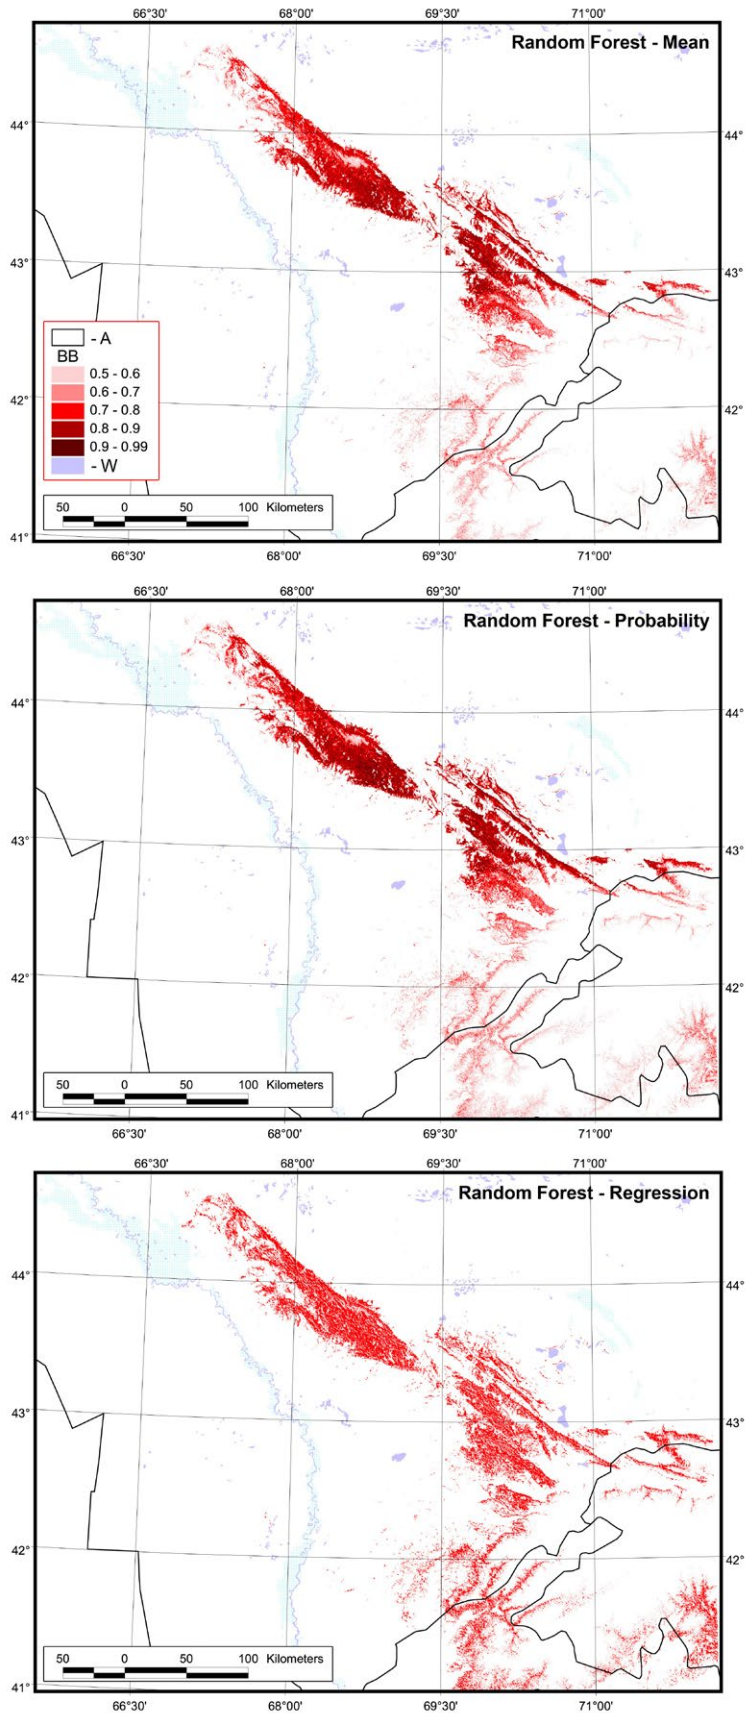 66°30' 68°00' 69°30' 71°00'
Random Forest - Mean
44° 44°
43° 43°
- A
BB
0.5 - 0.6
0.6 - 0.7
42° 42°
0.7 - 0.8
0.8 - 0.9
0.9 - 0.99
- W
50 0 50 100 Kilometers
41°
66°30' 68°00' 69°30' 71°00'
66°30' 68°00' 69°30' 71°00'
Random Forest - Probability
44° 44°
43° 43°
42° 42°
50 0 50 100 Kilometers
41°
66°30' 68°00' 69°30' 71°00'
66°30' 68°00' 69°30' 71°00'
Random Forest - Regression
44° 44°
43° 43°
42° 42°
50 0 50 100 Kilometers
41°
66°30' 68°00' 69°30' 71°00'